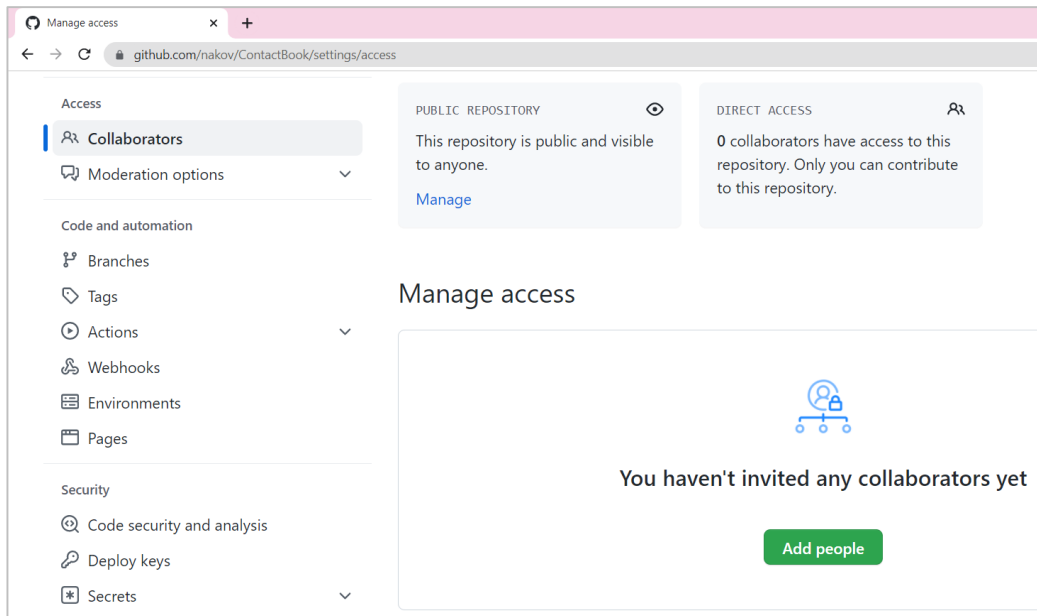 Manage access
github.com/nakov/ContactBook/settings/access
Access
Collaborators
Moderation options
Code and automation
Branches
Tags
Actions
Webhooks
Environments
Pages
Security
Code security and analysis
Deploy keys
Secrets
PUBLIC REPOSITORY
This repository is public and visible
to anyone.
Manage
DIRECT ACCESS
0 collaborators have access to this
repository. Only you can contribute
to this repository.
Manage access
You haven't invited any collaborators yet
Add people